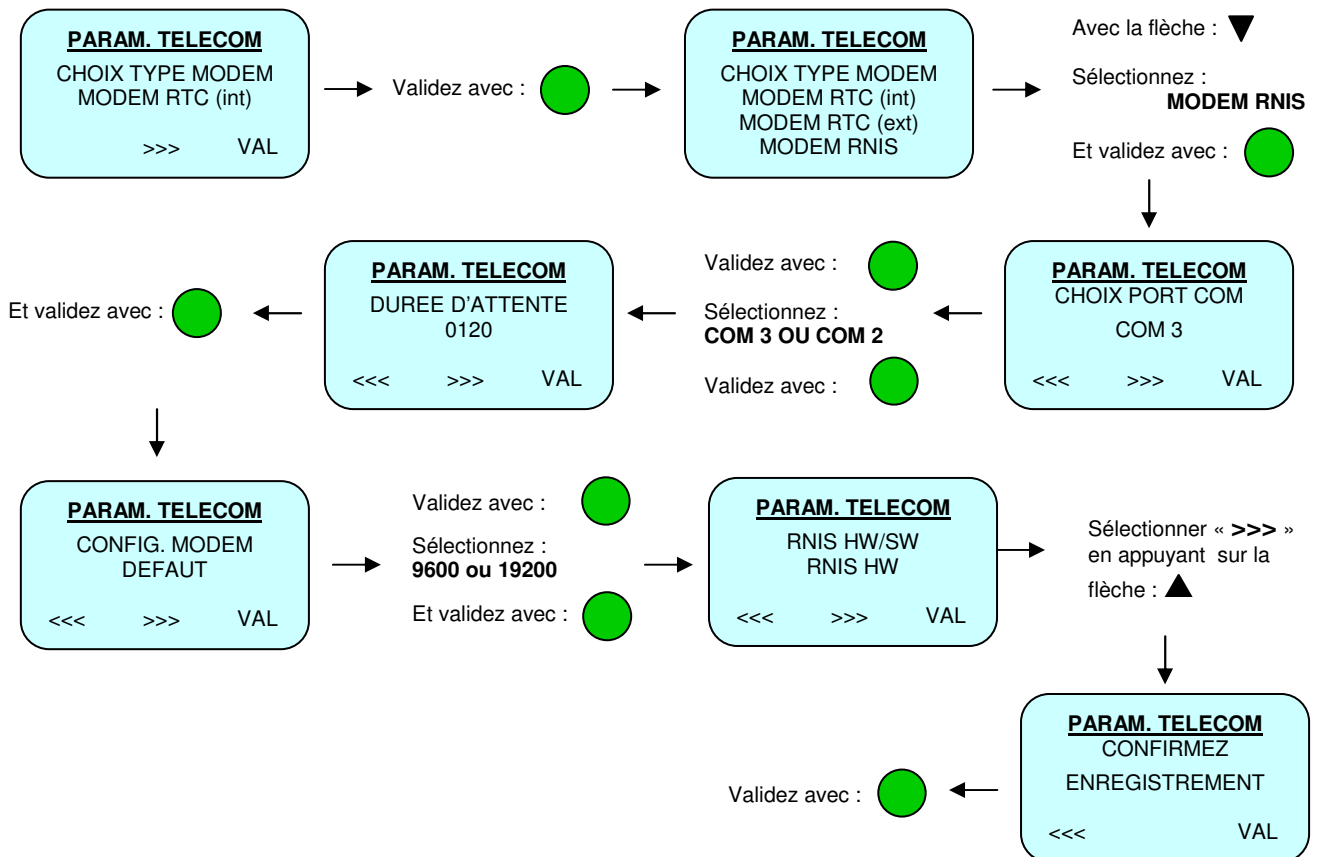 PARAM. TELECOM
CHOIX TYPE MODEM
MODEM RTC (int)
>>> VAL
Validez avec :
PARAM. TELECOM
CHOIX TYPE MODEM
MODEM RTC (int)
MODEM RTC (ext)
MODEM RNIS
Avec la flèche :
Sélectionnez :
MODEM RNIS
Et validez avec :
PARAM. TELECOM
CHOIX PORT COM
COM 3
<<< >>> VAL
Validez avec :
Sélectionnez :
COM 3 OU COM 2
Validez avec :
PARAM. TELECOM
DUREE D'ATTENTE
0120
<<< >>> VAL
Et validez avec :
PARAM. TELECOM
CONFIG. MODEM
DEFAUT
<<< >>> VAL
Validez avec :
Sélectionnez :
9600 ou 19200
Et validez avec :
PARAM. TELECOM
RNIS HW/SW
RNIS HW
<<< >>> VAL
Sélectionner « >>> »
en appuyant sur la
flèche :
PARAM. TELECOM
CONFIRMEZ
ENREGISTREMENT
<<< VAL
Validez avec :